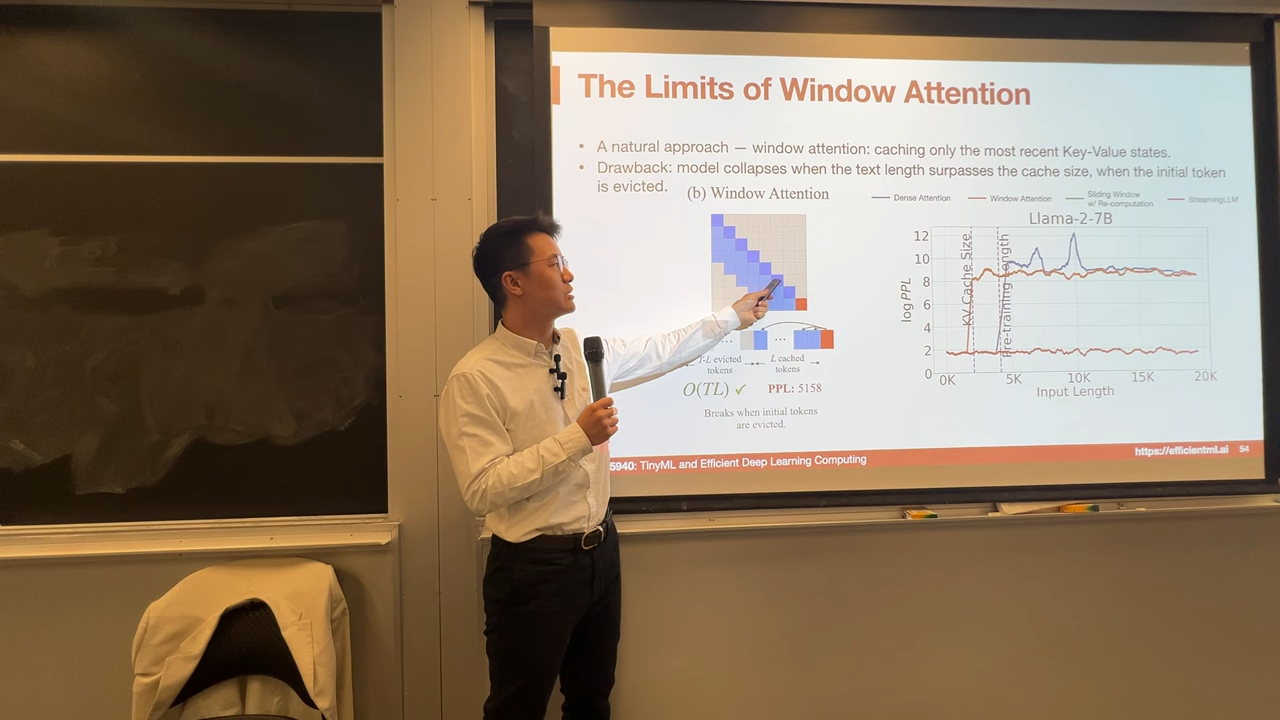 The Limits of Window Attention
• A natural approach — window attention: caching only the most recent Key-Value states.
• Drawback: model collapses when the text length surpasses the cache size, when the initial token
is evicted.
(b) Window Attention
... ...
T-L evicted
tokens
L cached
tokens
O(TL) ✓ PPL: 5158
Breaks when initial tokens
are evicted.
Dense Attention
Window Attention
Sliding Window
w/ Re-computation
StreamingLLM
Llama-2-7B
log PPL
12
10
8
6
4
2
0
KV Cache Size
Pre-training Length
0K 5K 10K 15K 20K
Input Length
5940: TinyML and Efficient Deep Learning Computing
https://efficientml.ai 54